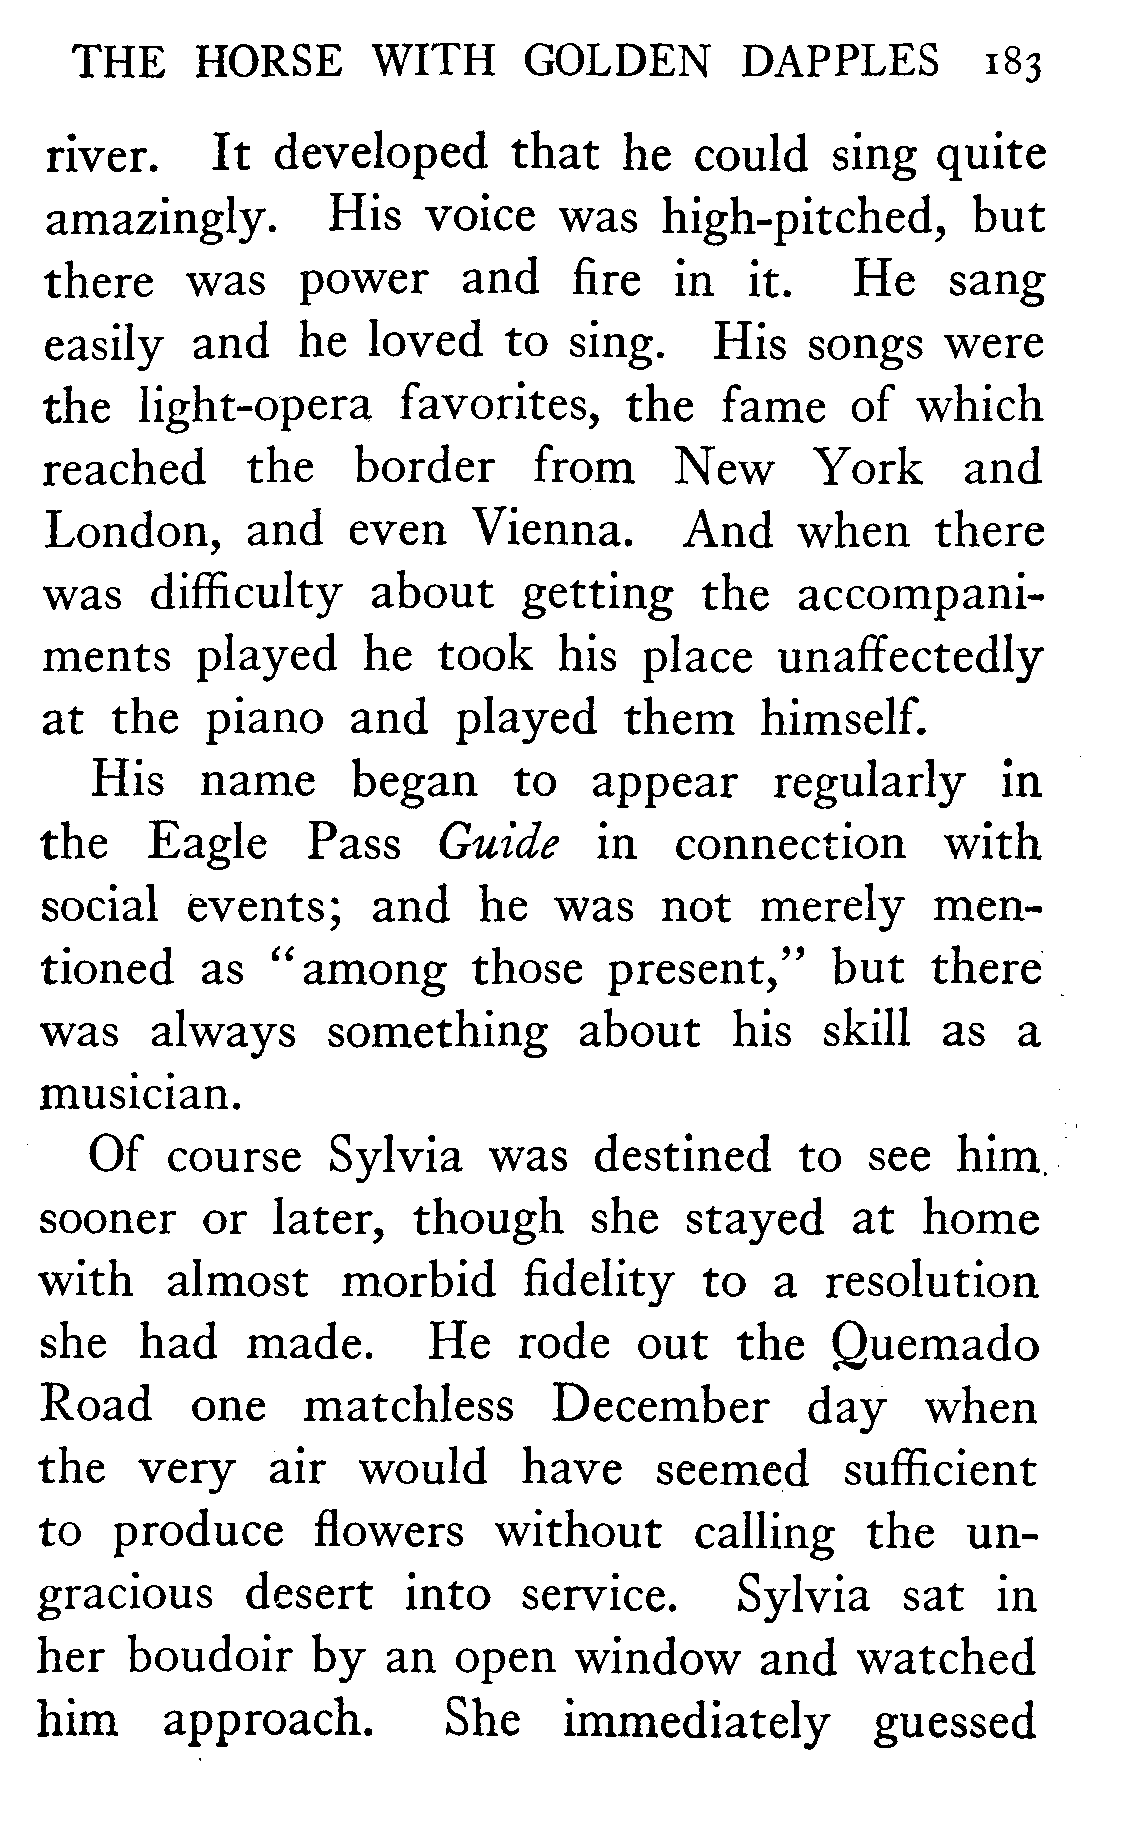 THE HORSE WITH GOLDEN DAPPLES 183
river. It developed that he could sing quite
amazingly. His voice was high-pitched, but
there was power and fire in it. He sang
easily and he loved to sing. His songs were
the light-opera favorites, the fame of which
reached the border from New York and
London, and even Vienna. And when there
was difficulty about getting the accompani-
ments played he took his place unaffectedly
at the piano and played them himself.
His name began to appear regularly in
the Eagle Pass Guide in connection with
social events; and he was not merely men-
tioned as "among those present," but there
was always something about his skill as a
musician.
Of course Sylvia was destined to see him.
sooner or later, though she stayed at home
with almost morbid fidelity to a resolution
she had made. He rode out the Quemado
Road one matchless December day when
the very air would have seemed sufficient
to produce flowers without calling the un-
gracious desert into service. Sylvia sat in
her boudoir by an open window and watched
him approach. She immediately guessed